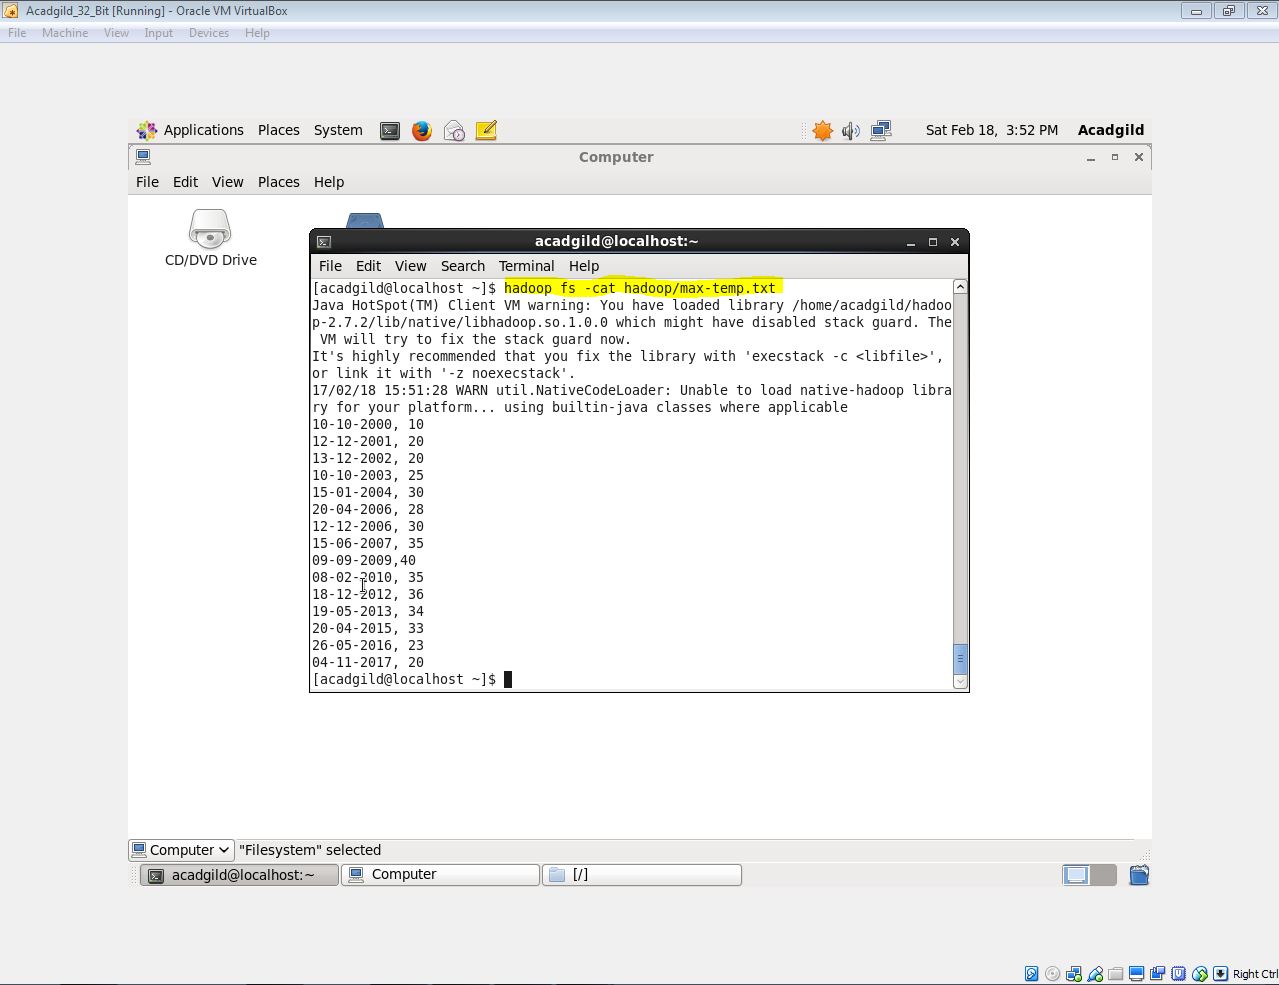 Acadgild_32_Bit [Running] - Oracle VM VirtualBox
File Machine View Input Devices Help
Applications Places System Sat Feb 18, 3:52 PM Acadgild
Computer
File Edit View Places Help
CD/DVD Drive
acadgild@localhost:~
File Edit View Search Terminal Help
[acadgild@localhost ~]$ hadoop fs -cat hadoop/max-temp.txt
Java HotSpot(TM) Client VM warning: You have loaded library /home/acadgild/hadoo
p-2.7.2/lib/native/libhadoop.so.1.0.0 which might have disabled stack guard. The
VM will try to fix the stack guard now.
It's highly recommended that you fix the library with 'execstack -c <libfile>',
or link it with '-z noexecstack'.
17/02/18 15:51:28 WARN util.NativeCodeLoader: Unable to load native-hadoop libra
ry for your platform... using builtin-java classes where applicable
10-10-2000, 10
12-12-2001, 20
13-12-2002, 20
10-10-2003, 25
15-01-2004, 30
20-04-2006, 28
12-12-2006, 30
15-06-2007, 35
09-09-2009,40
08-02-2010, 35
18-12-2012, 36
19-05-2013, 34
20-04-2015, 33
26-05-2016, 23
04-11-2017, 20
[acadgild@localhost ~]$
Computer "Filesystem" selected
acadgild@localhost:~ Computer [/]
Right Ctrl